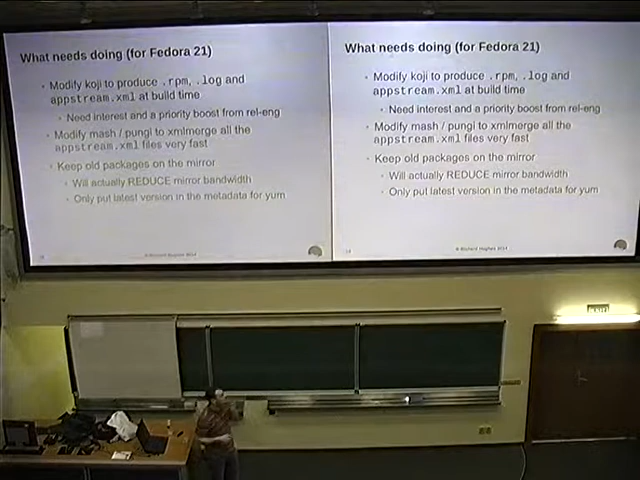 What needs doing (for Fedora 21)
Modify koji to produce .rpm, .log and
appstream.xml at build time
Need interest and a priority boost from rel-eng
Modify mash / pungi to xmlmerge all the
appstream.xml files very fast
Keep old packages on the mirror
Will actually REDUCE mirror bandwidth
Only put latest version in the metadata for yum
What needs doing (for Fedora 21)
Modify koji to produce .rpm, .log and
appstream.xml at build time
Need interest and a priority boost from rel-eng
Modify mash / pungi to xmlmerge all the
appstream.xml files very fast
Keep old packages on the mirror
Will actually REDUCE mirror bandwidth
Only put latest version in the metadata for yum